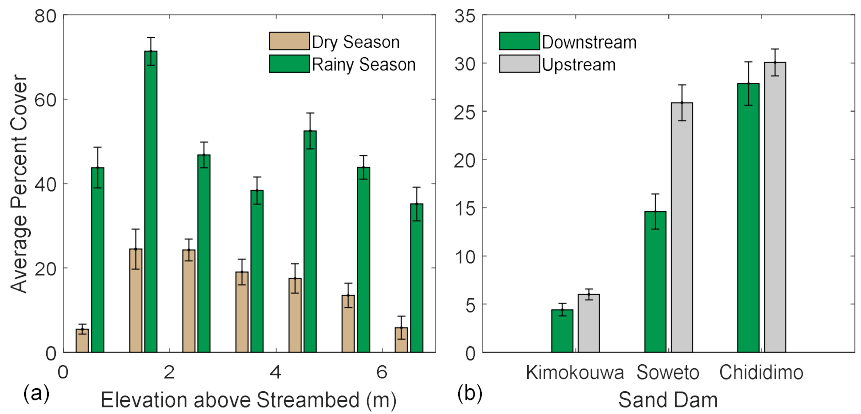 80
60
40
20
0
Average Percent Cover
Dry Season
Rainy Season
0 2 4 6
(a) Elevation above Streambed (m)
35
30
25
20
15
10
5
0
Downstream
Upstream
Kimokouwa Soweto Chididimo
(b) Sand Dam